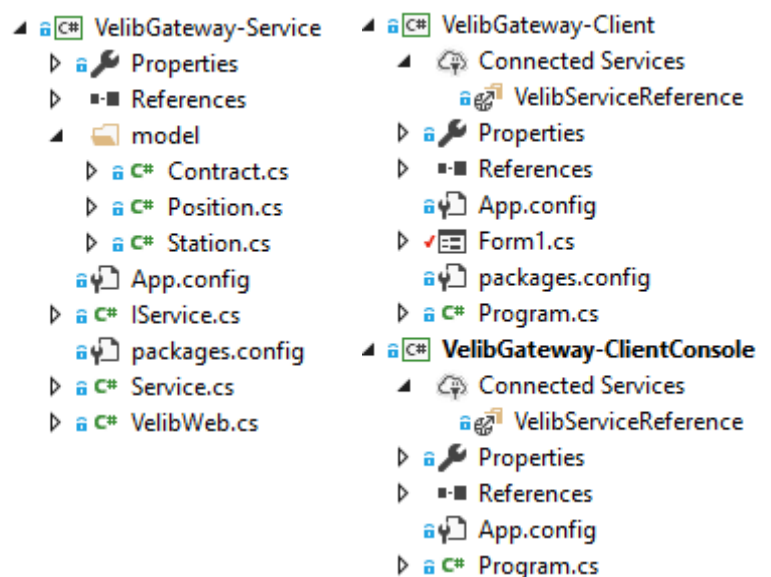 C# VelibGateway-Service
Properties
References
model
C# Contract.cs
C# Position.cs
C# Station.cs
App.config
C# IService.cs
packages.config
C# Service.cs
C# VelibWeb.cs
C# VelibGateway-Client
Connected Services
VelibServiceReference
Properties
References
App.config
Form1.cs
packages.config
C# Program.cs
C# VelibGateway-ClientConsole
Connected Services
VelibServiceReference
Properties
References
App.config
C# Program.cs